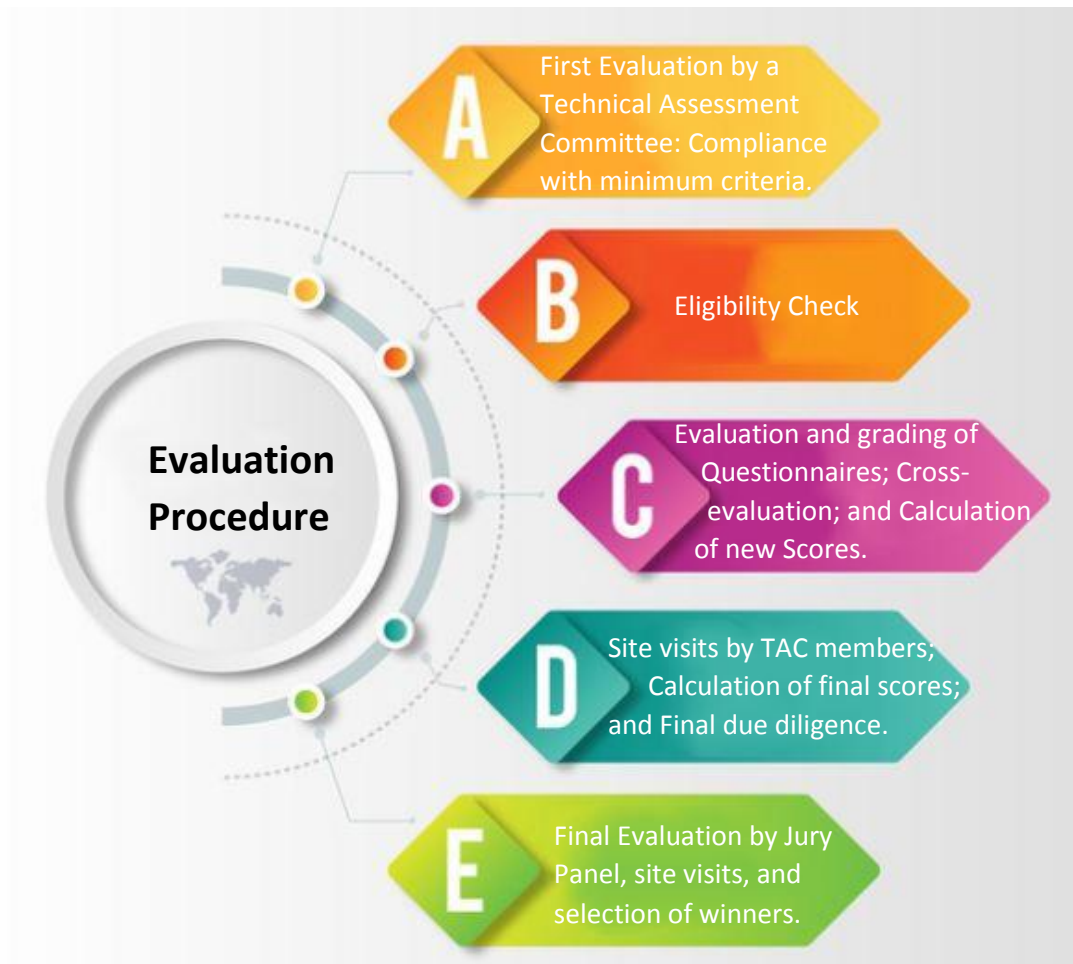 Evaluation
Procedure
A
First Evaluation by a
Technical Assessment
Committee: Compliance
with minimum criteria.
B
Eligibility Check
C
Evaluation and grading of
Questionnaires; Cross-
evaluation; and Calculation
of new Scores.
D
Site visits by TAC members;
Calculation of final scores;
and Final due diligence.
E
Final Evaluation by Jury
Panel, site visits, and
selection of winners.